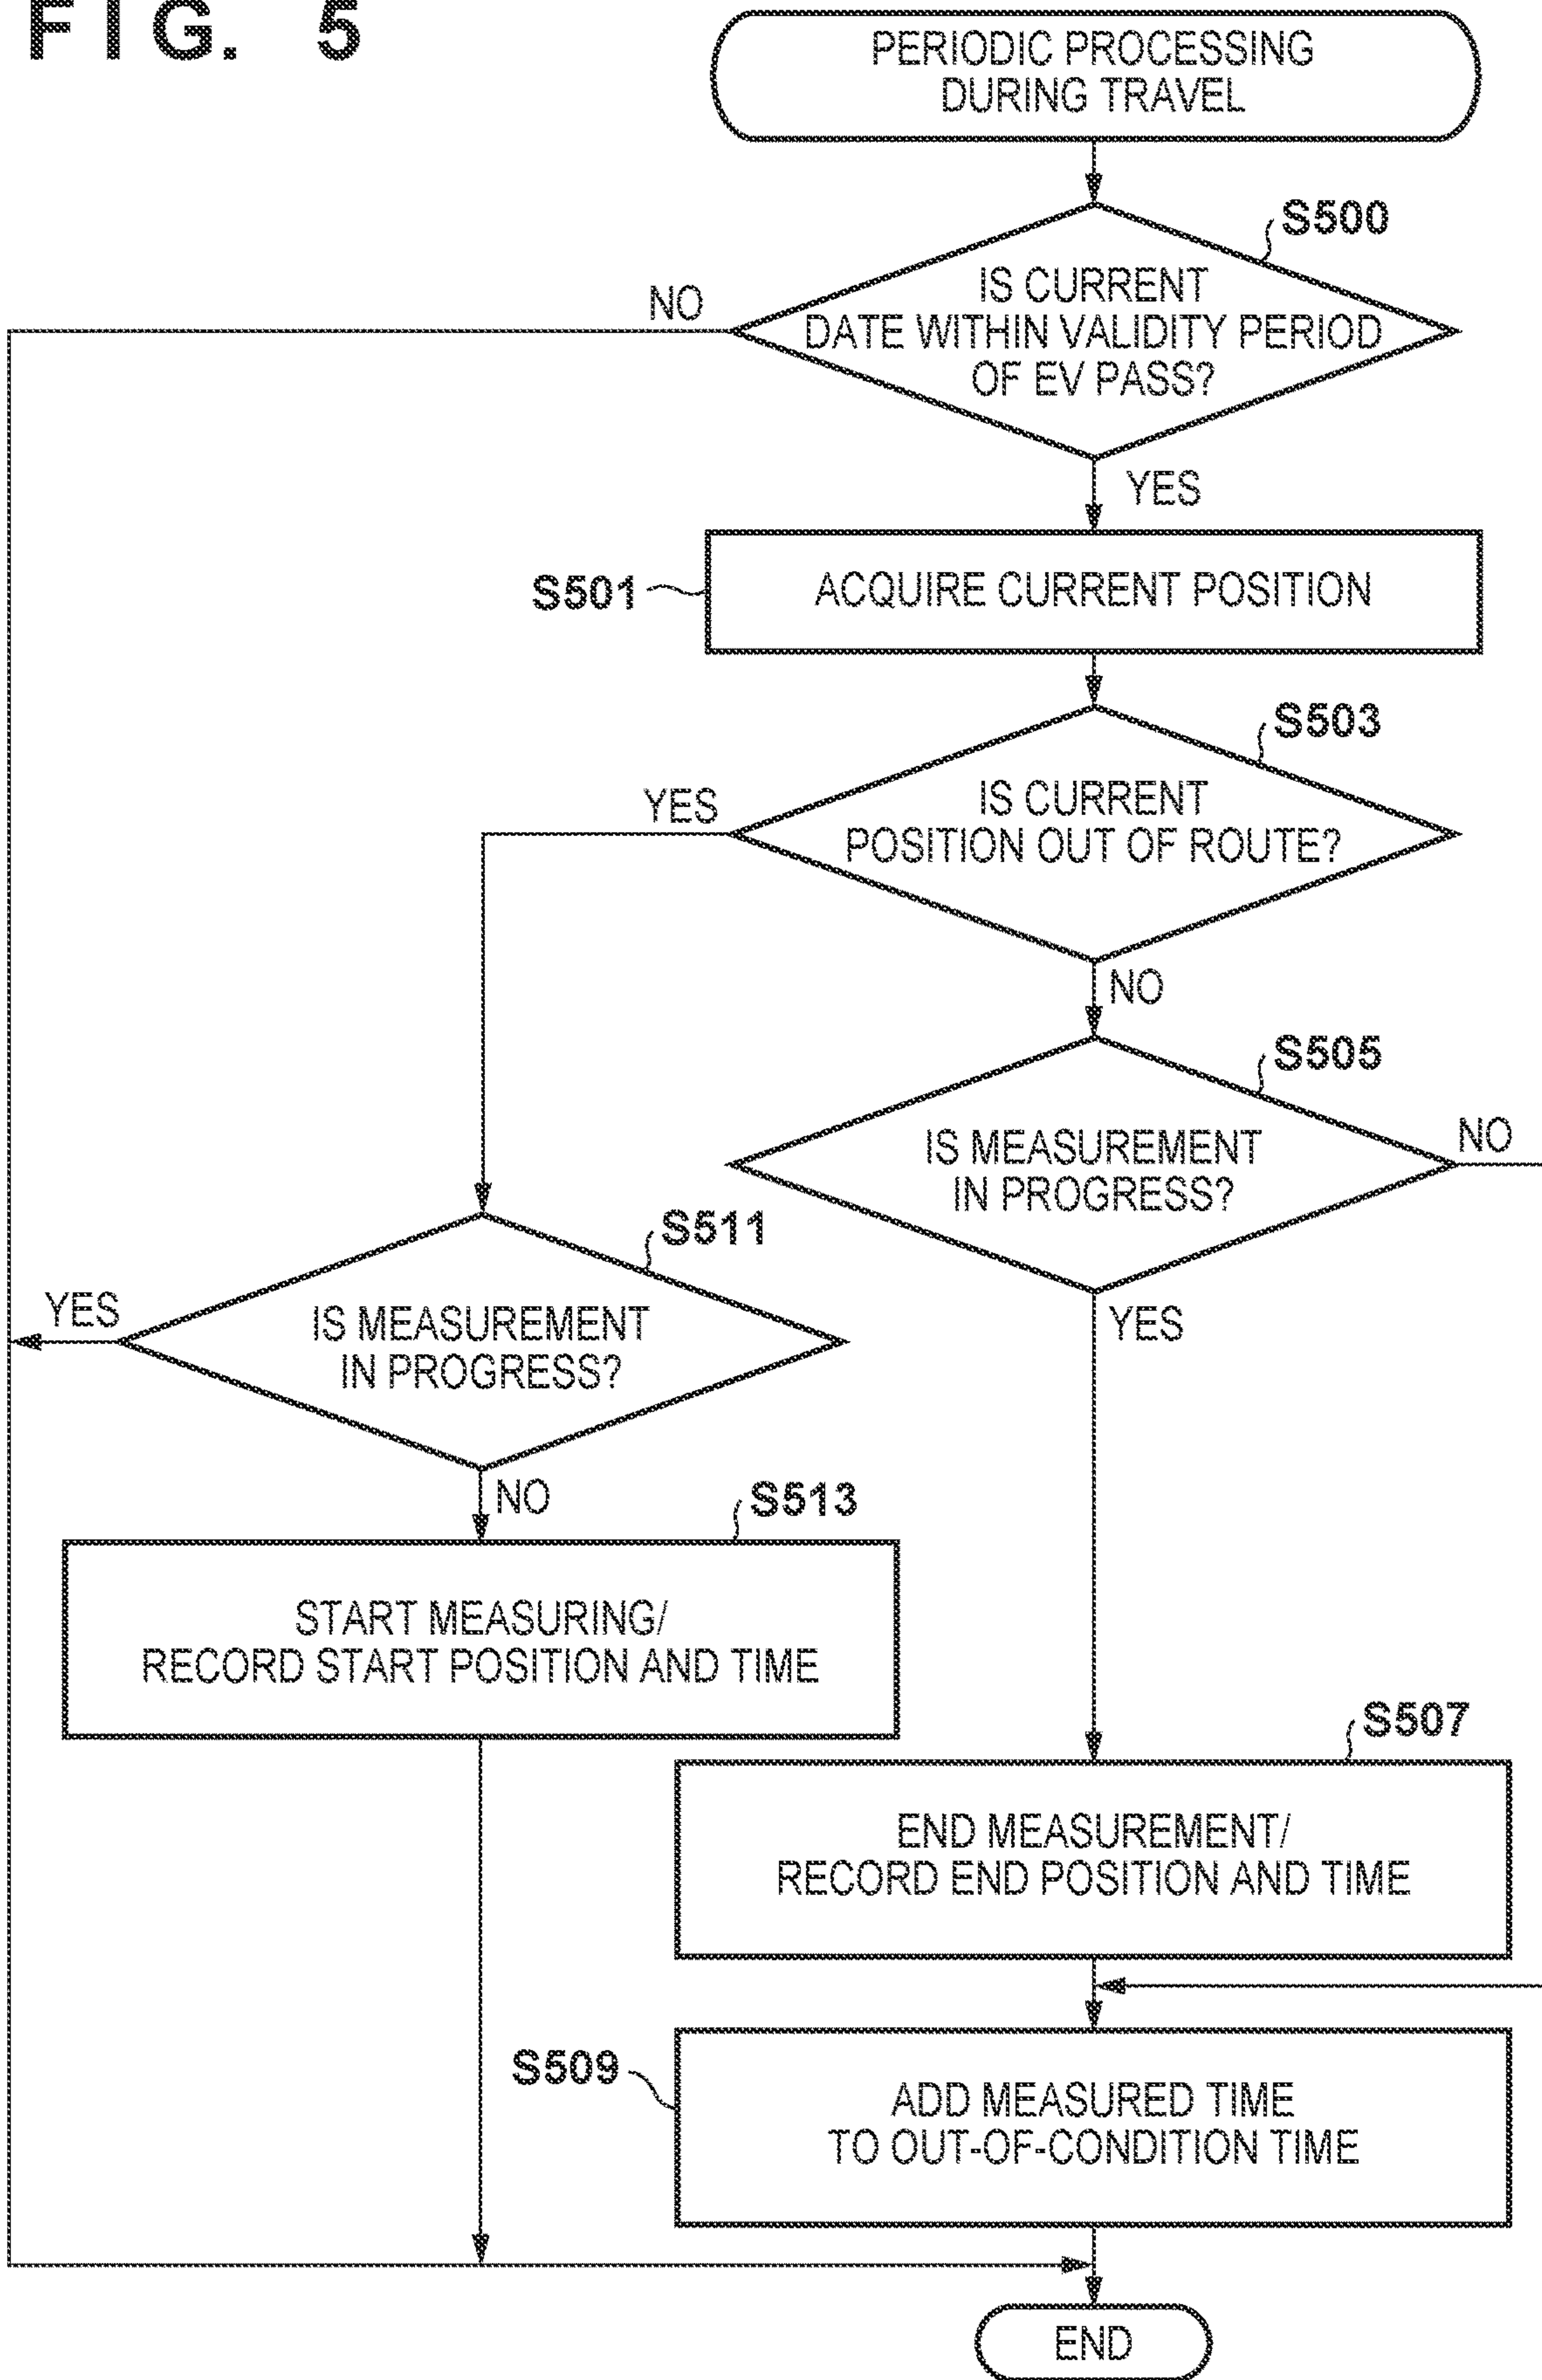 FIG. 5
PERIODIC PROCESSING
DURING TRAVEL
S500
NO
IS CURRENT
DATE WITHIN VALIDITY PERIOD
OF EV PASS?
YES
S501
ACQUIRE CURRENT POSITION
S503
YES
IS CURRENT
POSITION OUT OF ROUTE?
NO
S505
NO
IS MEASUREMENT
IN PROGRESS?
YES
S511
YES
IS MEASUREMENT
IN PROGRESS?
NO
S513
START MEASURING/
RECORD START POSITION AND TIME
S507
END MEASUREMENT/
RECORD END POSITION AND TIME
S509
ADD MEASURED TIME
TO OUT-OF-CONDITION TIME
END